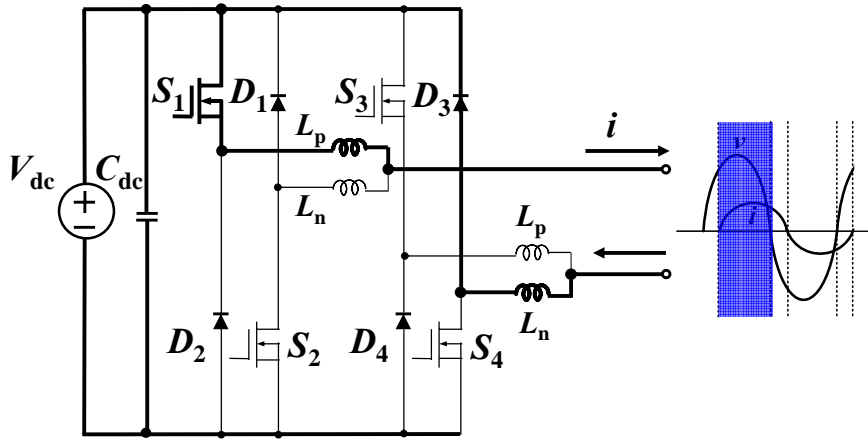 S1 D1 S3 D3
i
Lp
Vdc Cdc
v
Ln
i
Lp
Ln
D2 S2 D4 S4